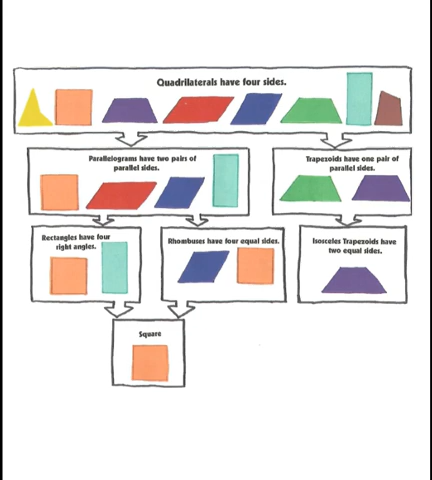 Quadrilaterals have four sides.
Parallelograms have two pairs of
parallel sides.
Trapezoids have one pair of
parallel sides.
Rectangles have four
right angles.
Rhombuses have four equal sides.
Isosceles Trapezoids have
two equal sides.
Square